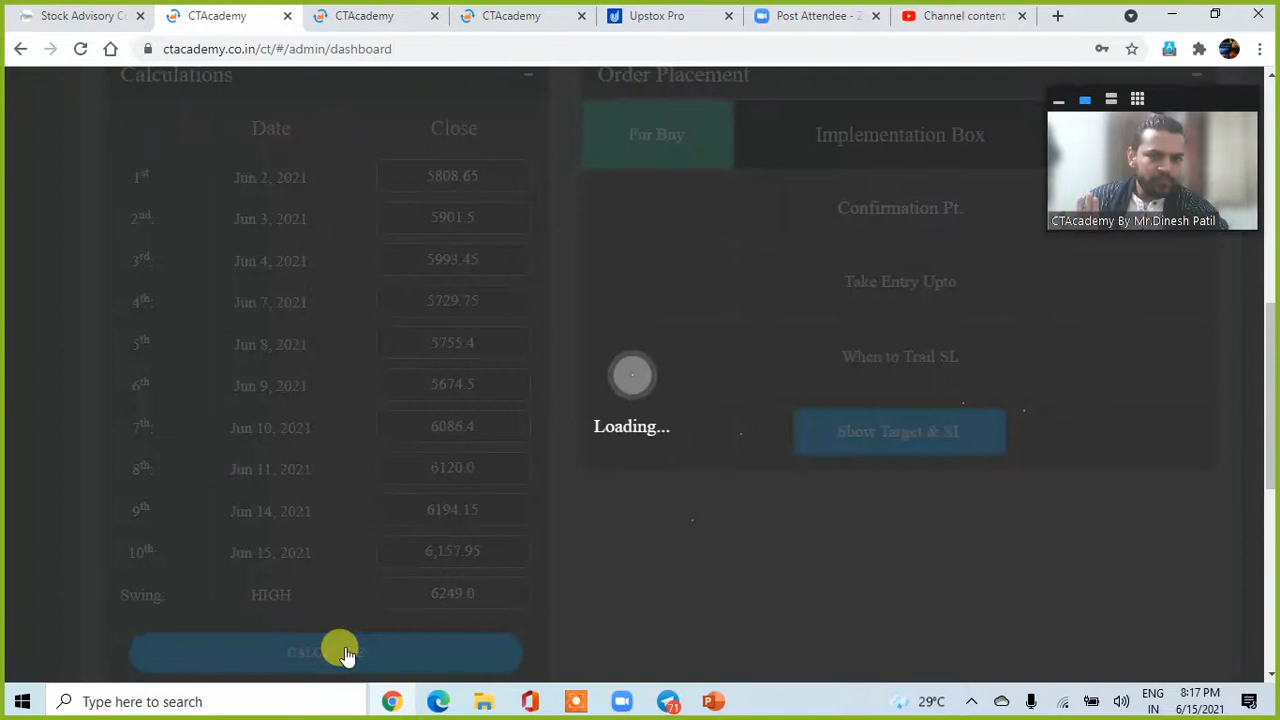 Stock Advisory Co
CTAcademy
CTAcademy
CTAcademy
Upstox Pro
Post Attendee - Z
Channel content
ctacademy.co.in/ct/#/admin/dashboard
Calculations
Date Close
1st Jun 2, 2021 5808.65
2nd. Jun 3, 2021 5901.5
3rd. Jun 4, 2021 5993.45
4th. Jun 7, 2021 5729.75
5th Jun 8, 2021 5755.4
6th Jun 9, 2021 5674.5
7th. Jun 10, 2021 6086.4
8th. Jun 11, 2021 6120.0
9th Jun 14, 2021 6194.15
10th. Jun 15, 2021 6,157.95
Swing: HIGH 6249.0
Order Placement
For Buy
Implementation Box
Confirmation Pt.
Take Entry Upto
When to Trail SL
Show Target & Sl
Loading...
CTAcademy By Mr.Dinesh Patil
Type here to search
71
29°C
ENG
IN
8:17 PM
6/15/2021